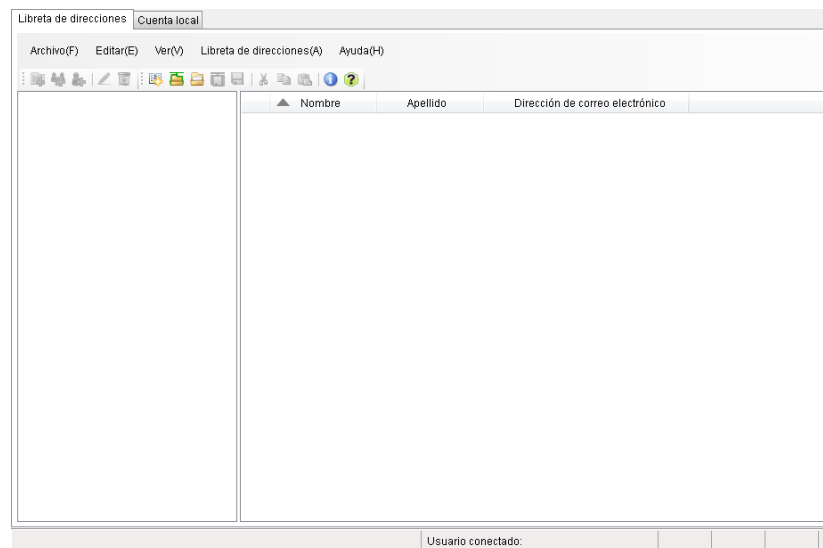 Libreta de direcciones Cuenta local
Archivo(F) Editar(E) Ver(V) Libreta de direcciones(A) Ayuda(H)
Nombre Apellido Dirección de correo electrónico
Usuario conectado: